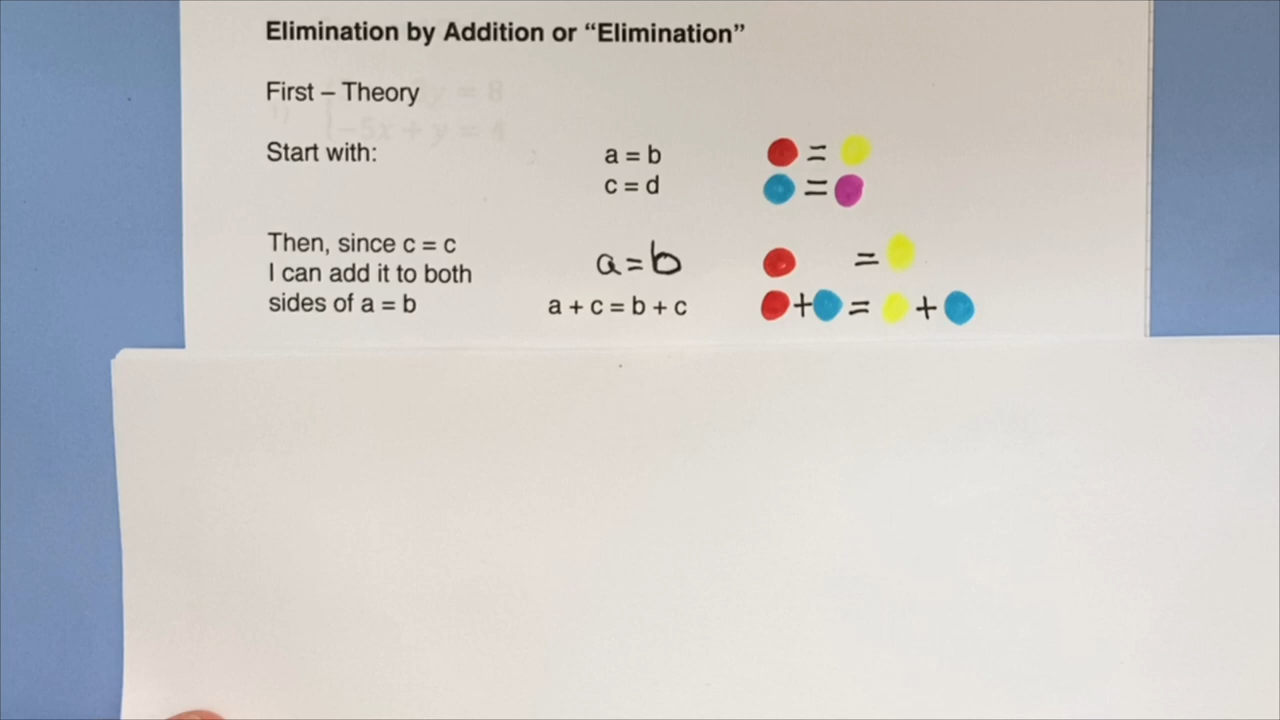 Elimination by Addition or “Elimination”
First – Theory
Start with:
a = b
c = d
=
=
Then, since c = c
I can add it to both
sides of a = b
a = b
=
a + c = b + c
+ = +